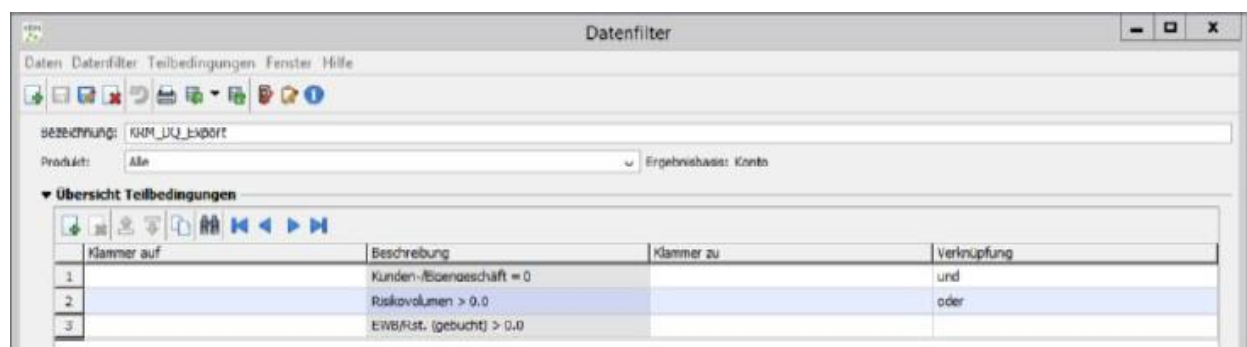 Datenfilter
Daten Datenfilter Teilbedingungen Fenster Hilfe
Bezeichnung: KRM_DQ_Export
Produkt: Alle Ergebnisbasis: Konto
Übersicht Teilbedingungen
Klammer auf Beschreibung Klammer zu Verknüpfung
1 Kunden-/Eigengeschäft = 0 und
2 Risikovolumen > 0.0 oder
3 EWB/Rst. (gebucht) > 0.0